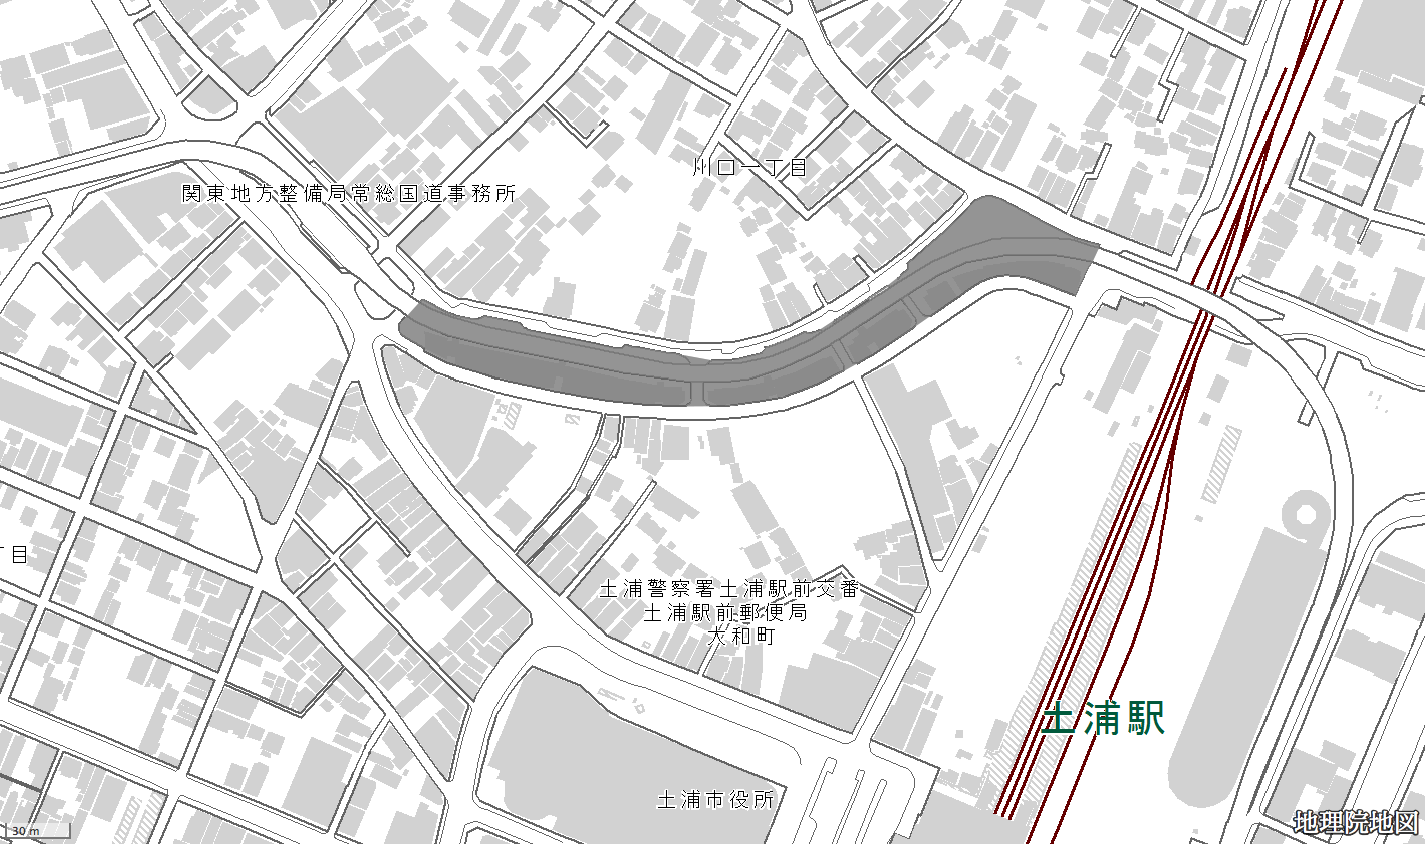 川口一丁目
関東地方整備局常総国道事務所
丁目
土浦警察署土浦駅前交番
土浦駅前郵便局
大和町
土浦駅
土浦市役所
30 m
地理院地図